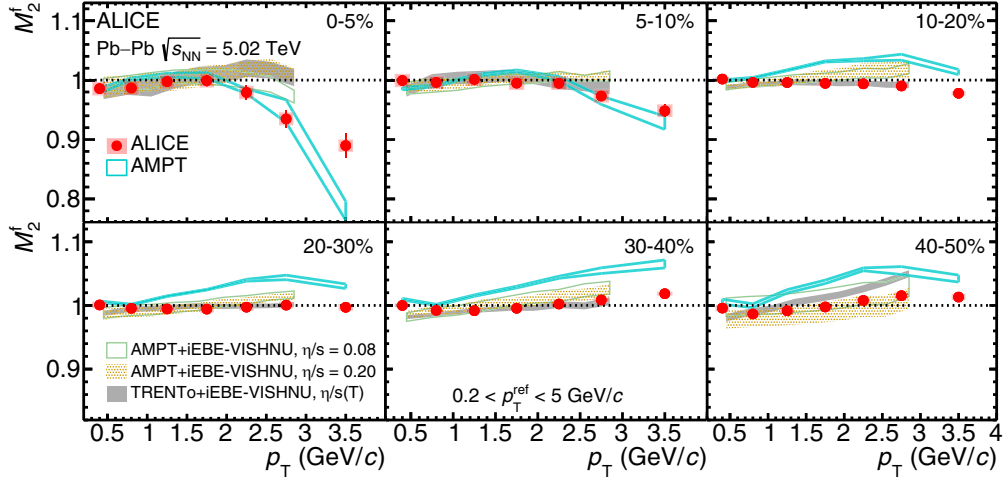 M₂ᶠ
1.1
1
0.9
0.8
ALICE
0-5%
Pb−Pb √sNN = 5.02 TeV
ALICE
AMPT
5-10%
10-20%
M₂ᶠ
1.1
1
0.9
20-30%
30-40%
40-50%
AMPT+iEBE-VISHNU, η/s = 0.08
AMPT+iEBE-VISHNU, η/s = 0.20
TRENTo+iEBE-VISHNU, η/s(T)
0.2 < pTref < 5 GeV/c
0.5 1 1.5 2 2.5 3 3.5
0.5 1 1.5 2 2.5 3 3.5
0.5 1 1.5 2 2.5 3 3.5 4
pT (GeV/c)
pT (GeV/c)
pT (GeV/c)